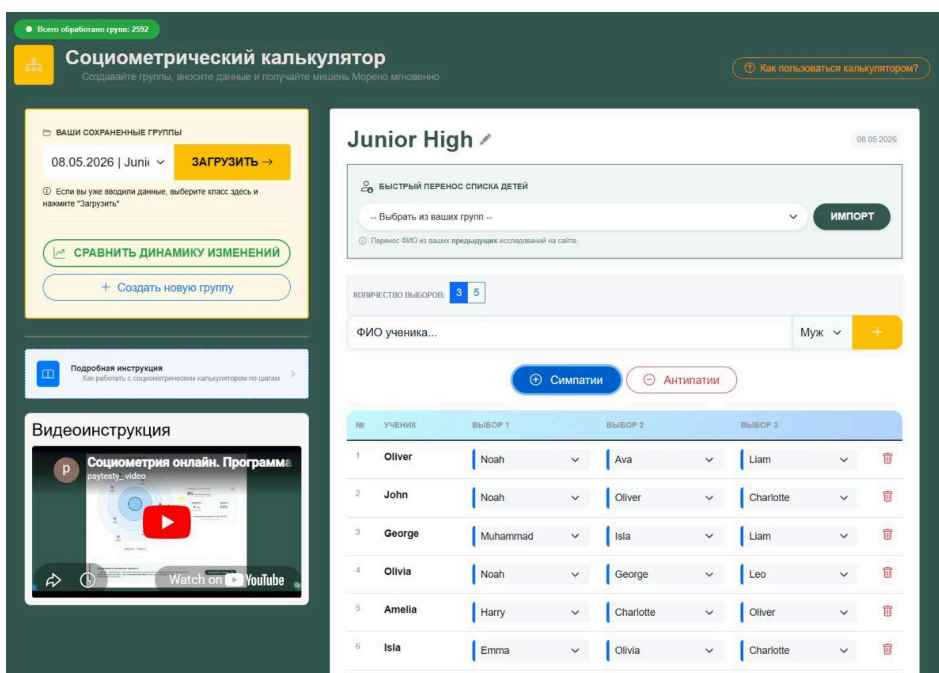 Всего обработано групп: 2592
Социометрический калькулятор
Создавайте группы, вносите данные и получайте мишень Морено мгновенно
Как пользоваться калькулятором?
ВАШИ СОХРАНЕННЫЕ ГРУППЫ
08.05.2026 | Junio
ЗАГРУЗИТЬ →
Если вы уже вводили данные, выберите класс здесь и
нажмите "Загрузить"
СРАВНИТЬ ДИНАМИКУ ИЗМЕНЕНИЙ
+ Создать новую группу
Подробная инструкция
Как работать с социометрическим калькулятором по шагам
Видеоинструкция
p
Социометрия онлайн. Программа
psytesty_video
Watch on YouTube
Junior High
08.05.2026
БЫСТРЫЙ ПЕРЕНОС СПИСКА ДЕТЕЙ
-- Выбрать из ваших групп --
ИМПОРТ
Перенос ФИО из ваших предыдущих исследований на сайте.
КОЛИЧЕСТВО ВЫБОРОВ: 3 5
ФИО ученика... Муж +
Симпатии Антипатии
№ УЧЕНИК ВЫБОР 1 ВЫБОР 2 ВЫБОР 3
1 Oliver Noah Ava Liam
2 John Noah Oliver Charlotte
3 George Muhammad Isla Liam
4 Olivia Noah George Leo
5 Amelia Harry Charlotte Oliver
6 Isla Emma Olivia Charlotte